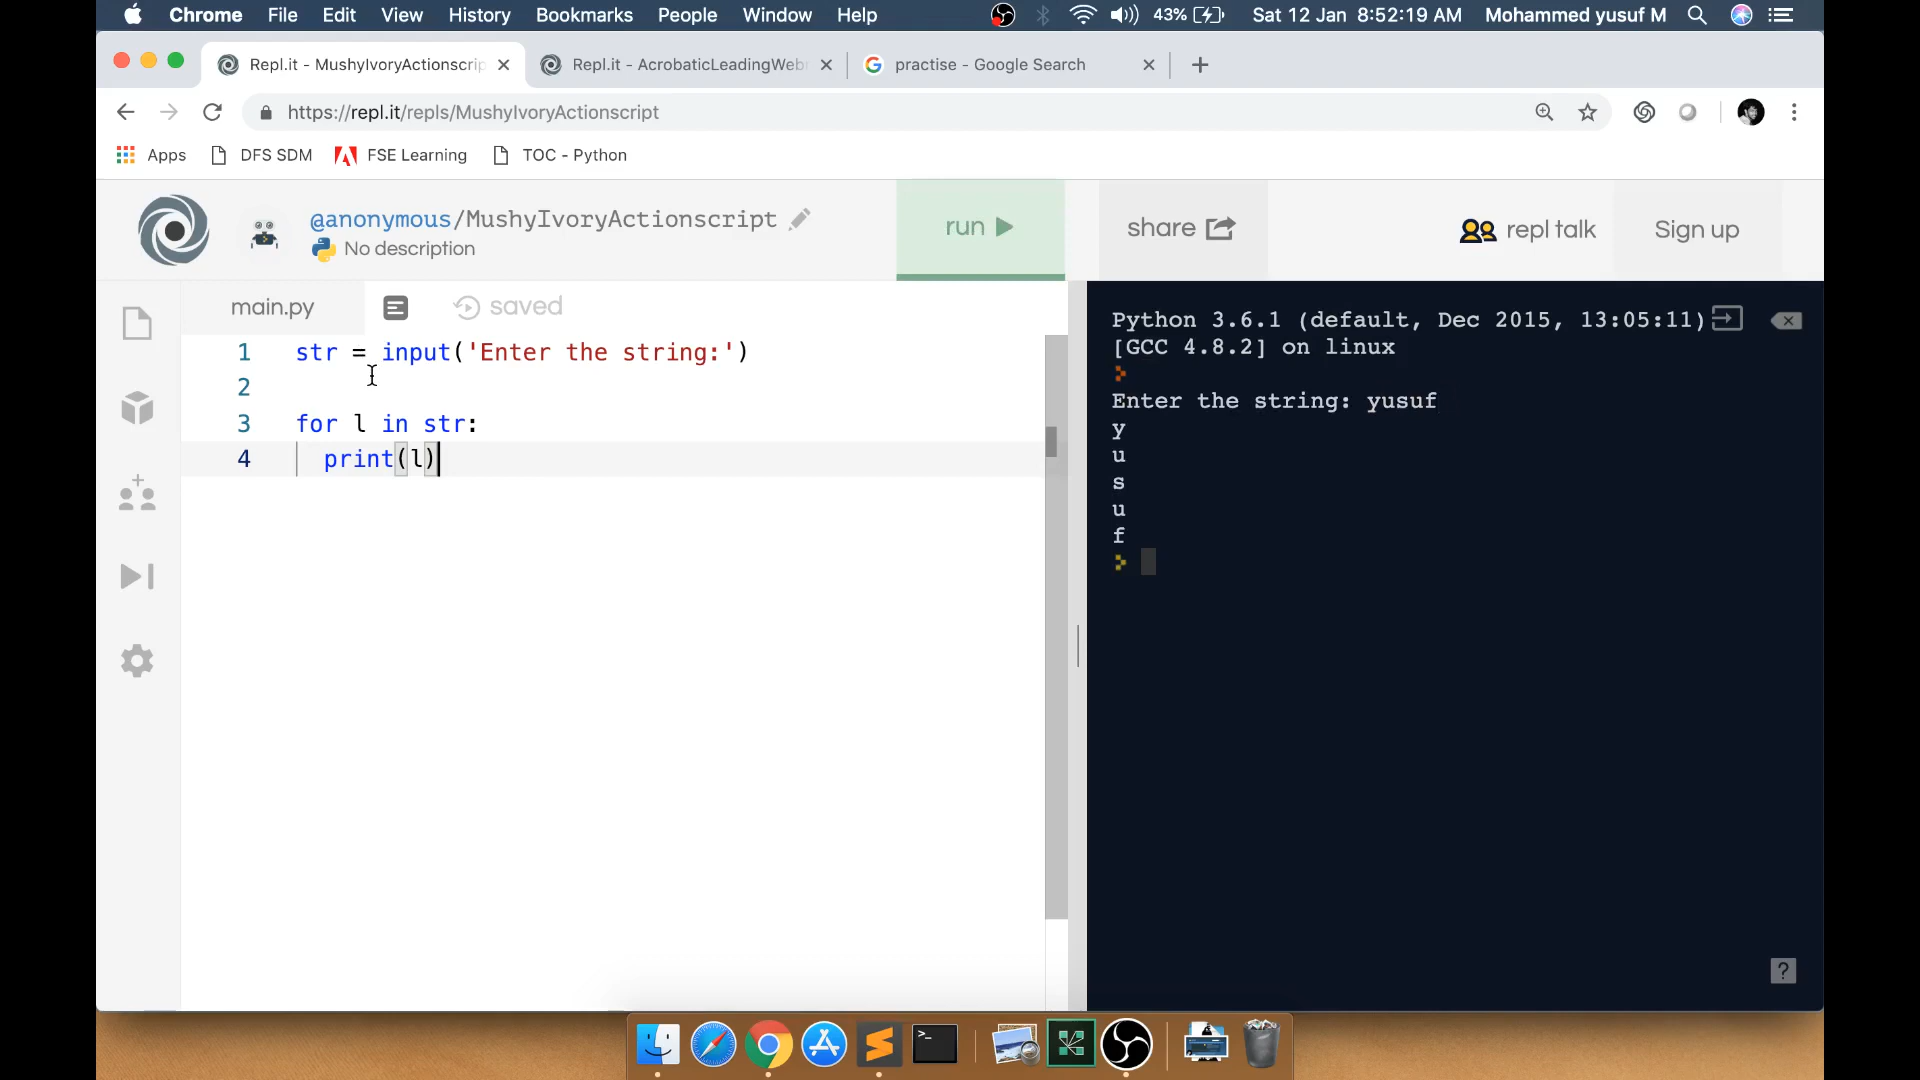 Chrome File Edit View History Bookmarks People Window Help 43% Sat 12 Jan 8:52:19 AM Mohammed yusuf M
Repl.it - MushyIvoryActionscrip Repl.it - AcrobaticLeadingWeb practise - Google Search
https://repl.it/repls/MushyIvoryActionscript
Apps DFS SDM FSE Learning TOC - Python
@anonymous/MushyIvoryActionscript
No description
run
share
repl talk
Sign up
main.py
saved
1 str = input('Enter the string:')
2
3 for l in str:
4 print(l)
Python 3.6.1 (default, Dec 2015, 13:05:11)
[GCC 4.8.2] on linux
Enter the string: yusuf
y
u
s
u
f
?